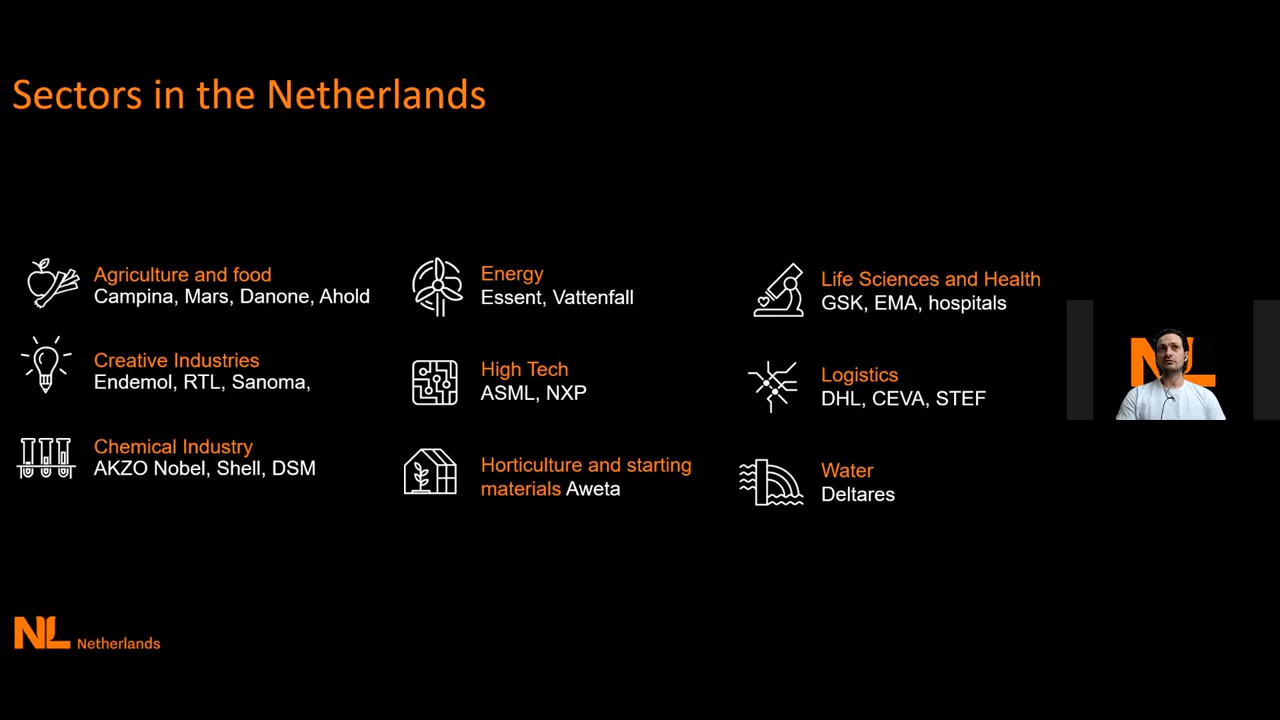 Sectors in the Netherlands
Agriculture and food
Campina, Mars, Danone, Ahold
Creative Industries
Endemol, RTL, Sanoma,
Chemical Industry
AKZO Nobel, Shell, DSM
Energy
Essent, Vattenfall
High Tech
ASML, NXP
Horticulture and starting
materials Aweta
Life Sciences and Health
GSK, EMA, hospitals
Logistics
DHL, CEVA, STEF
Water
Deltares
NL
NL Netherlands